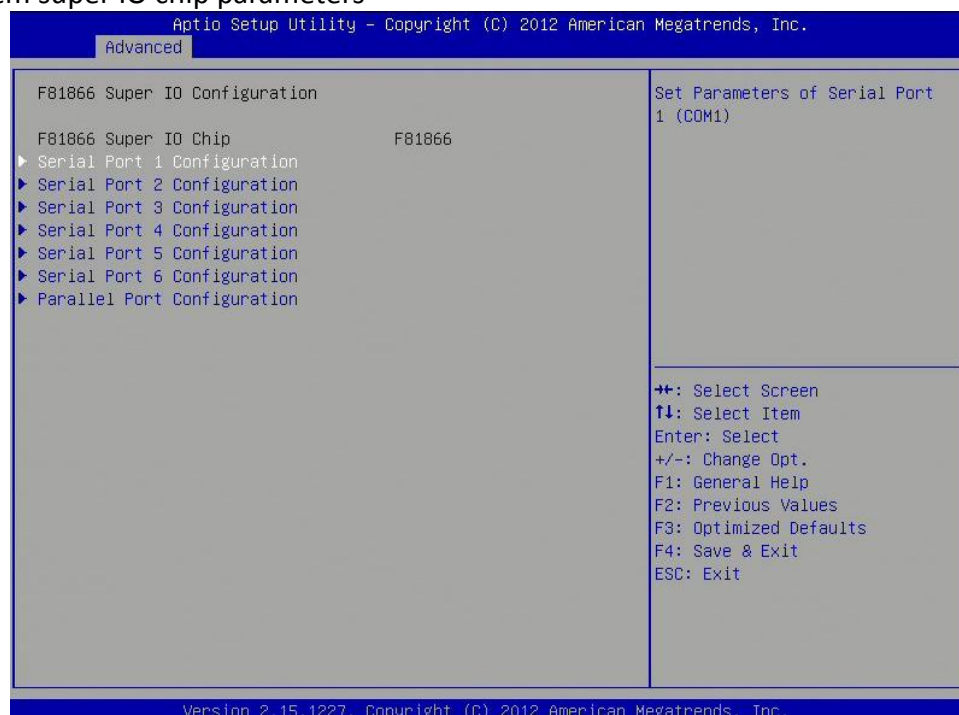 super IO chip parameters
Aptio Setup Utility – Copyright (C) 2012 American Megatrends, Inc.
Advanced
F81866 Super IO Configuration
F81866 Super IO Chip F81866
▶ Serial Port 1 Configuration
▶ Serial Port 2 Configuration
▶ Serial Port 3 Configuration
▶ Serial Port 4 Configuration
▶ Serial Port 5 Configuration
▶ Serial Port 6 Configuration
▶ Parallel Port Configuration
Set Parameters of Serial Port
1 (COM1)
→←: Select Screen
↑↓: Select Item
Enter: Select
+/-: Change Opt.
F1: General Help
F2: Previous Values
F3: Optimized Defaults
F4: Save & Exit
ESC: Exit
Version 2.15.1227. Copyright (C) 2012 American Megatrends, Inc.